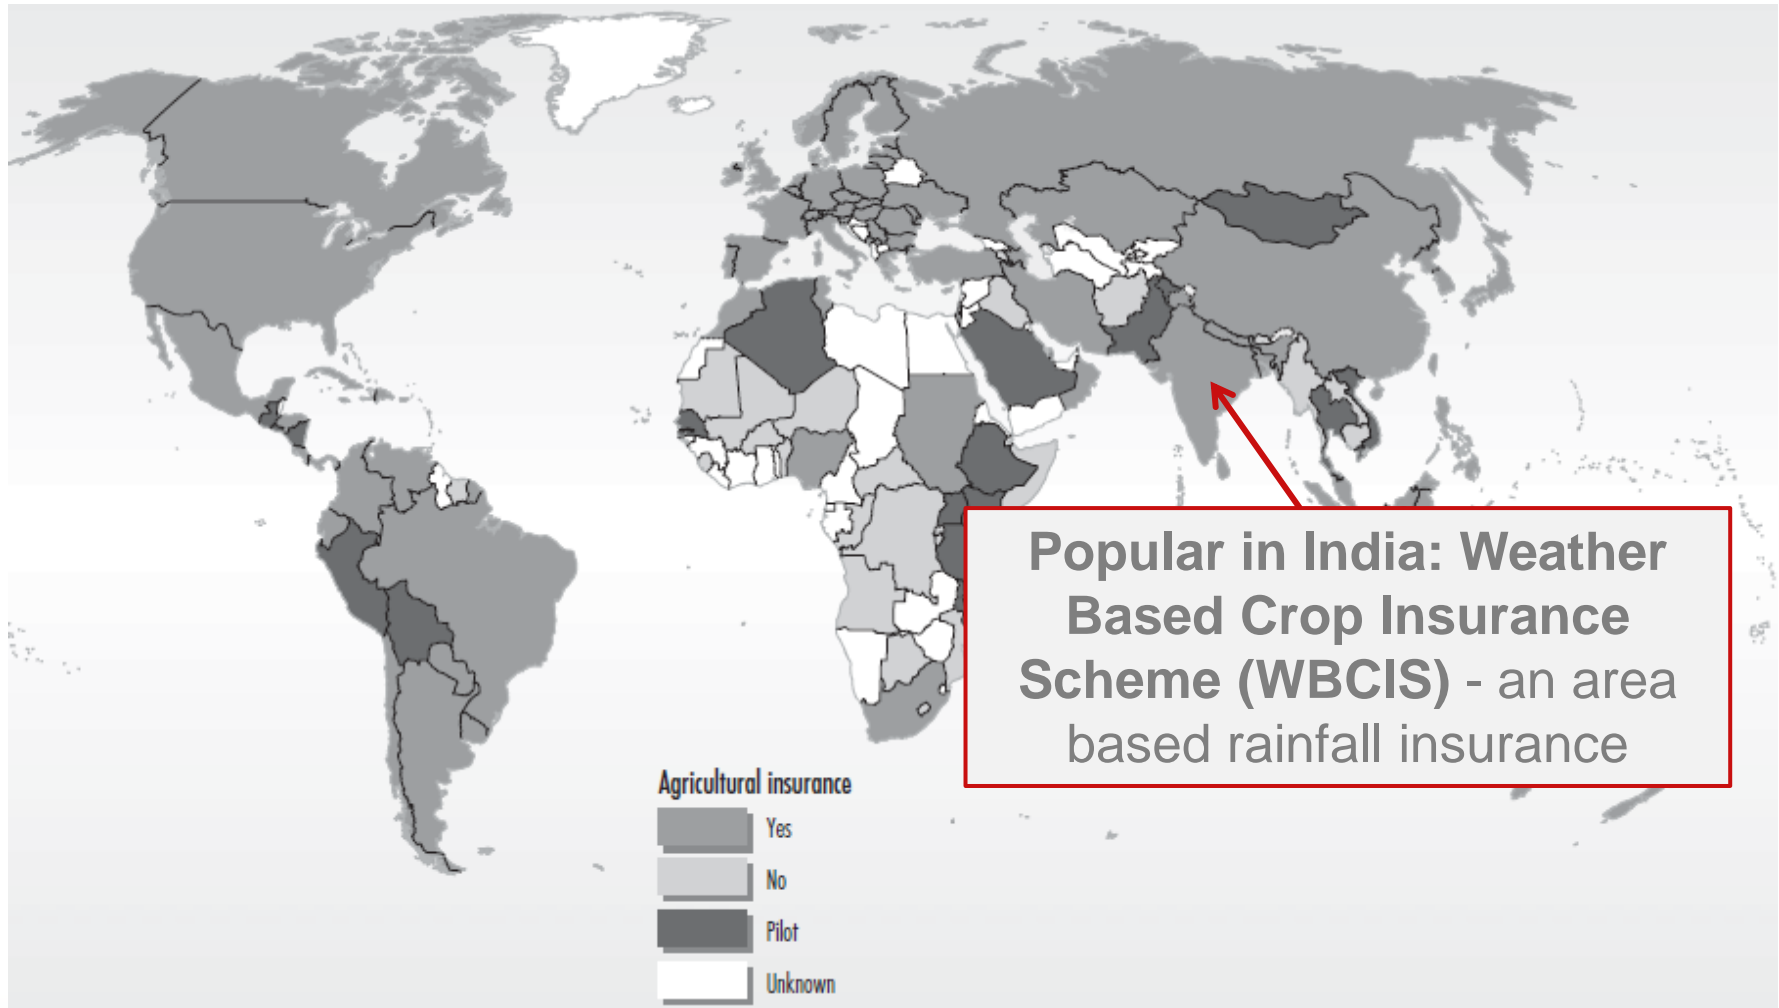 Popular in India: Weather
Based Crop Insurance
Scheme (WBCIS) - an area
based rainfall insurance
Agricultural insurance
Yes
No
Pilot
Unknown